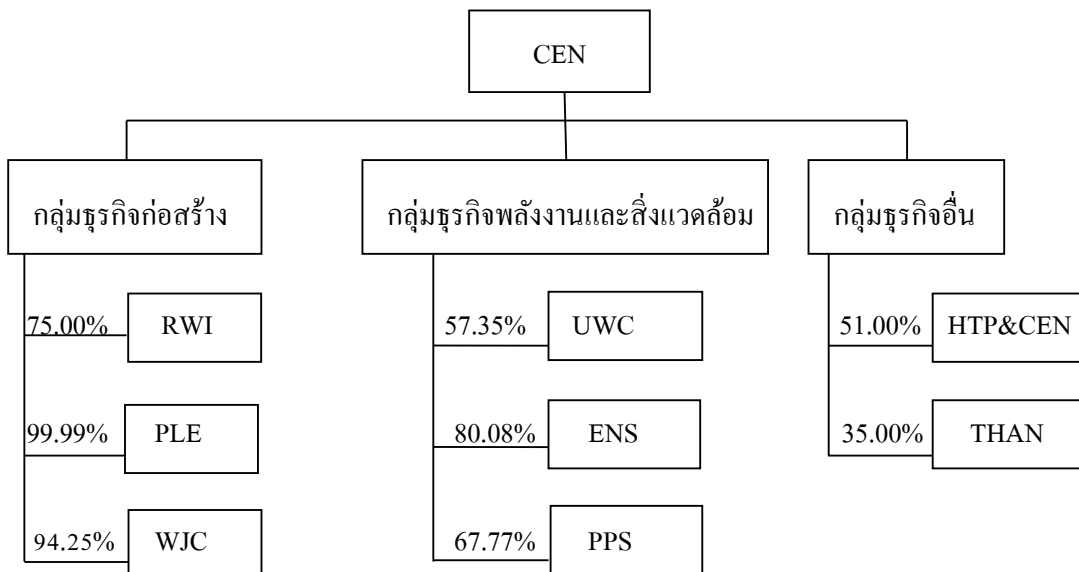 CEN
กลุ่มธุรกิจก่อสร้าง
กลุ่มธุรกิจพลังงานและสิ่งแวดล้อม
กลุ่มธุรกิจอื่น
75.00% RWI
57.35% UWC
51.00% HTP&CEN
99.99% PLE
80.08% ENS
35.00% THAN
94.25% WJC
67.77% PPS